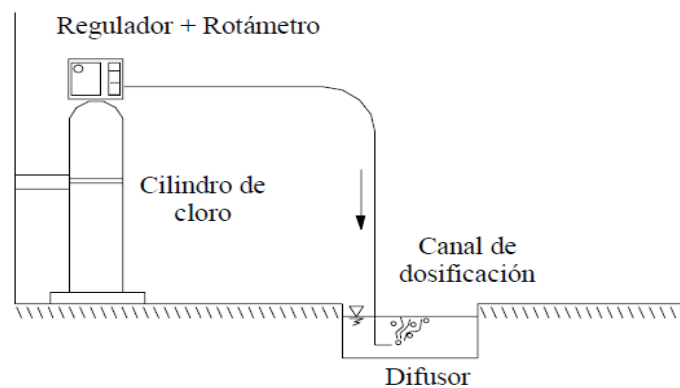 Regulador + Rotámetro
Cilindro de
cloro
Canal de
dosificación
Difusor